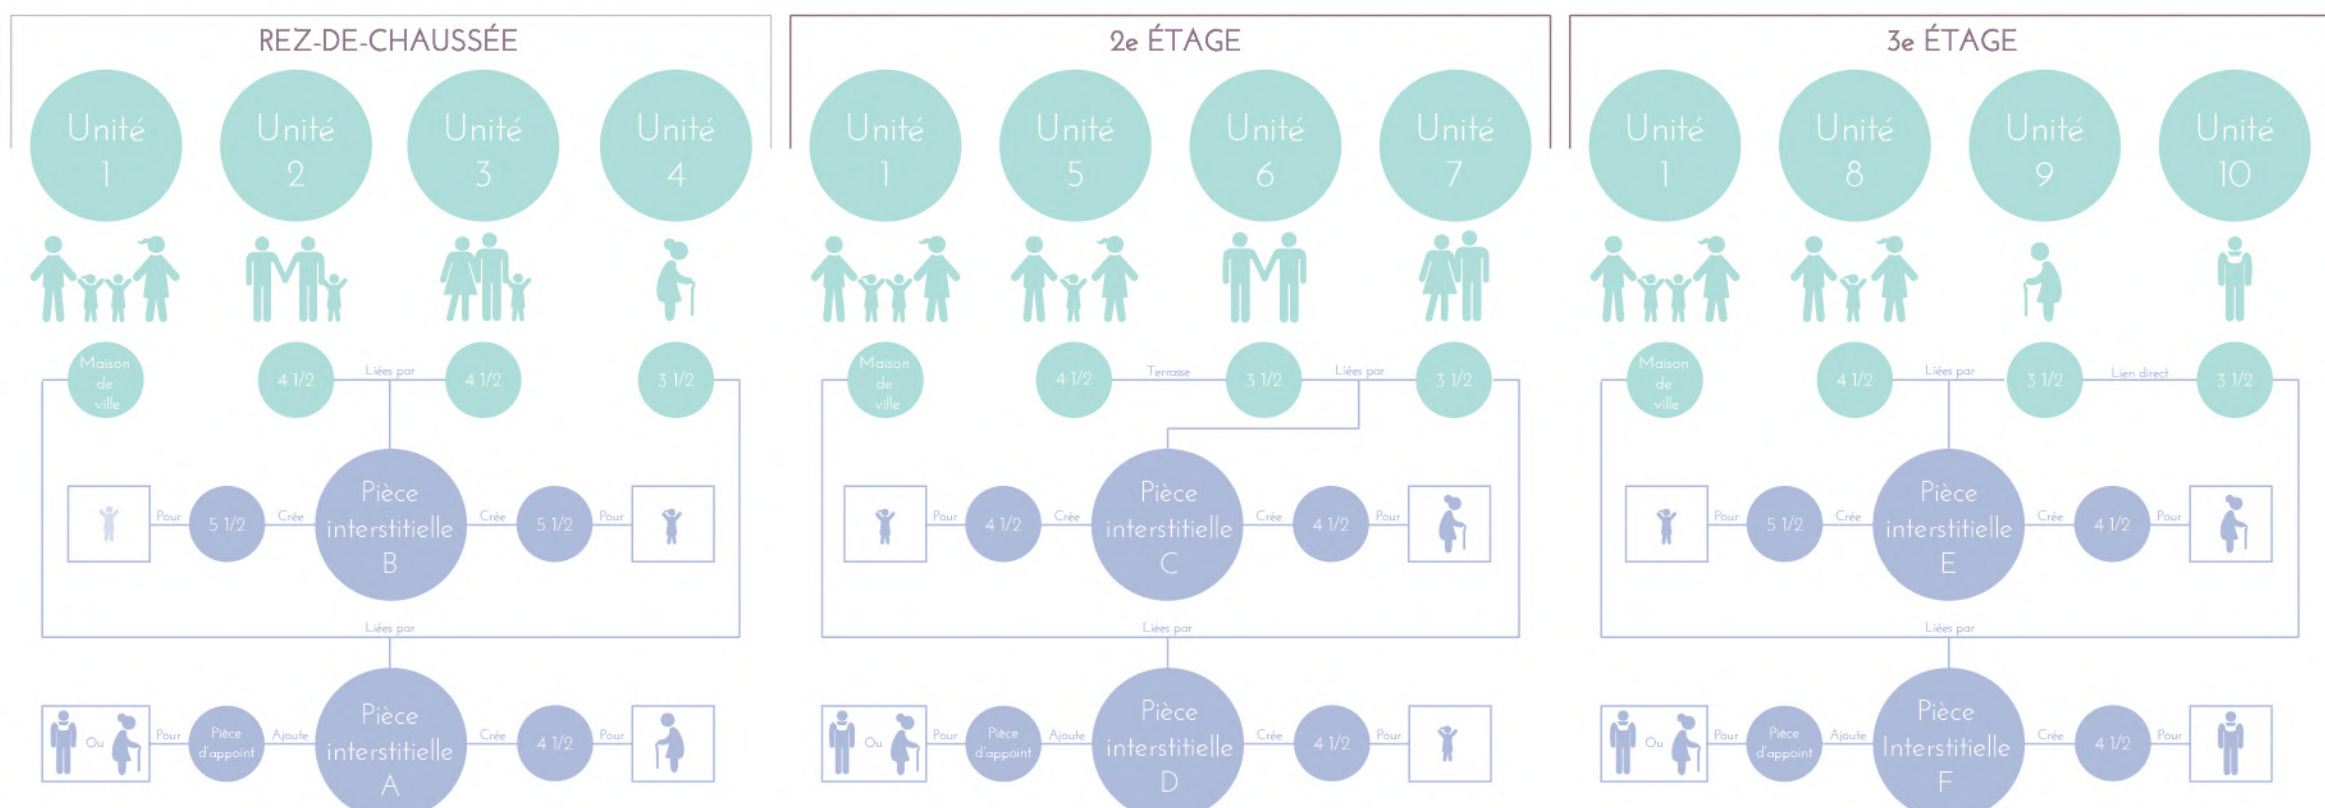 REZ-DE-CHAUSSÉE
Unité
1
Unité
2
Unité
3
Unité
4
Maison
de
ville
4 1/2
Liées par
4 1/2
3 1/2
Pour
5 1/2
Crée
Pièce
interstitielle
B
Crée
5 1/2
Pour
Liées par
Ou
Pour
Pièce
d'appoint
Ajoute
Pièce
interstitielle
A
Crée
4 1/2
Pour
2e ÉTAGE
Unité
1
Unité
5
Unité
6
Unité
7
Maison
de
ville
4 1/2
Terrasse
3 1/2
Liées par
3 1/2
Pour
4 1/2
Crée
Pièce
interstitielle
C
Crée
4 1/2
Pour
Liées par
Ou
Pour
Pièce
d'appoint
Ajoute
Pièce
interstitielle
D
Crée
4 1/2
Pour
3e ÉTAGE
Unité
1
Unité
8
Unité
9
Unité
10
Maison
de
ville
4 1/2
Liées par
3 1/2
Lien direct
3 1/2
Pour
5 1/2
Crée
Pièce
interstitielle
E
Crée
4 1/2
Pour
Liées par
Ou
Pour
Pièce
d'appoint
Ajoute
Pièce
Interstitielle
F
Crée
4 1/2
Pour